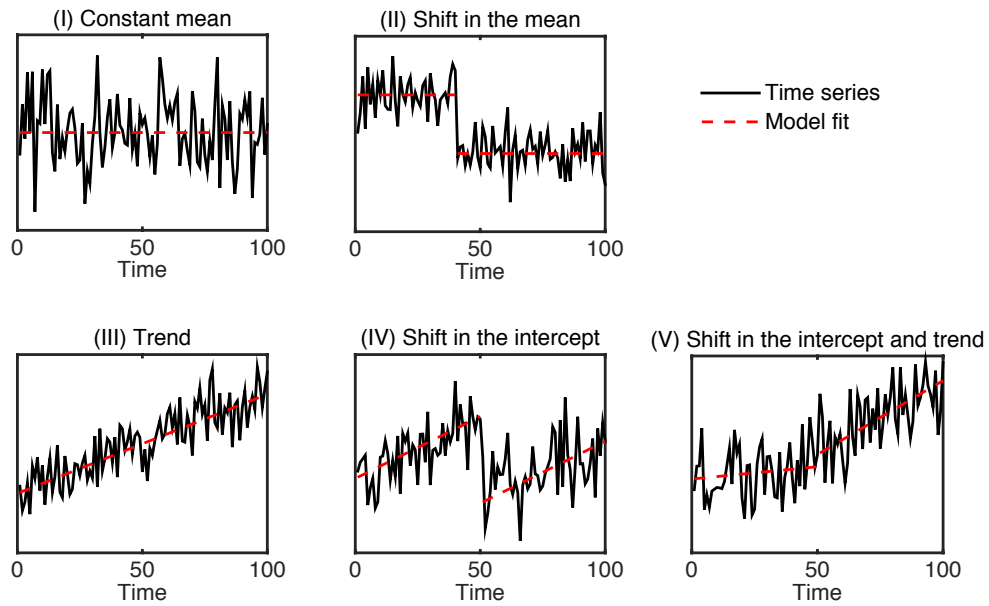 (I) Constant mean
(II) Shift in the mean
Time series
Model fit
0 50 100
Time
0 50 100
Time
(III) Trend
(IV) Shift in the intercept
(V) Shift in the intercept and trend
0 50 100
Time
0 50 100
Time
0 50 100
Time